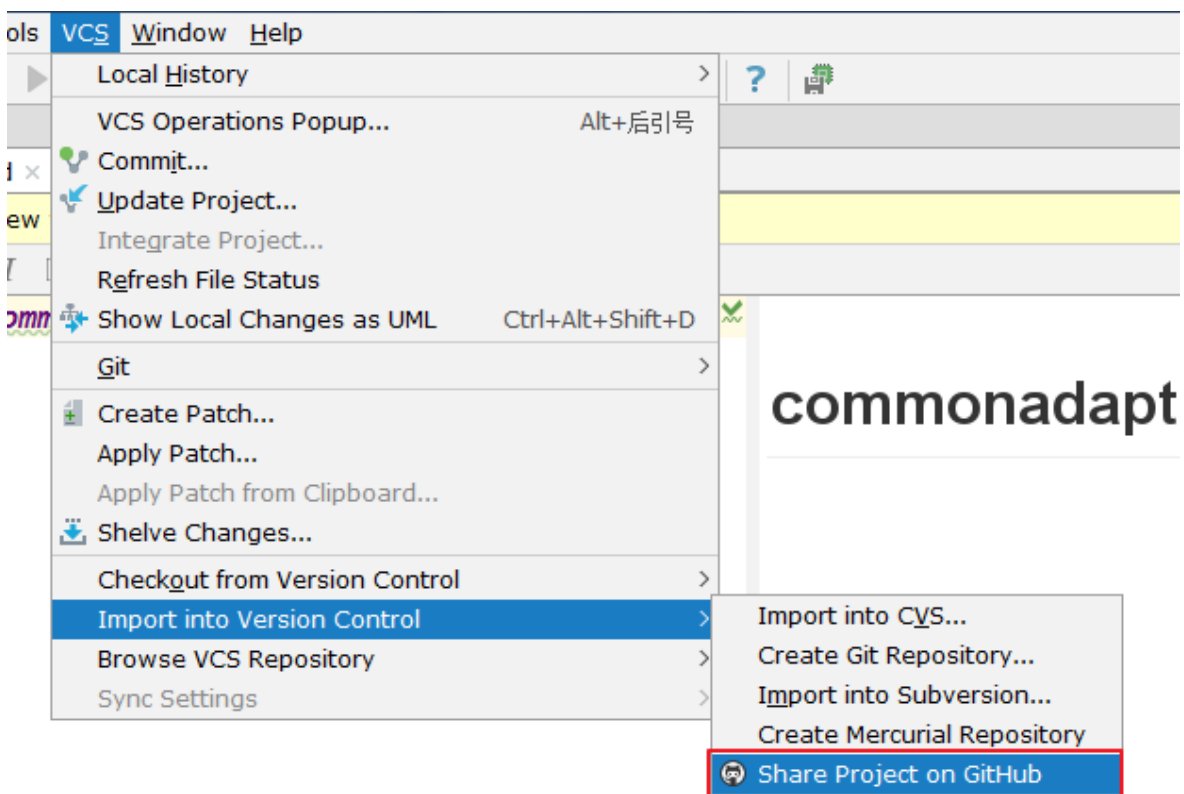 ols VCS Window Help
Local History
VCS Operations Popup... Alt+后引号
Commit...
Update Project...
Integrate Project...
Refresh File Status
Show Local Changes as UML Ctrl+Alt+Shift+D
Git
Create Patch...
Apply Patch...
Apply Patch from Clipboard...
Shelve Changes...
Checkout from Version Control
Import into Version Control
Browse VCS Repository
Sync Settings
Import into CVS...
Create Git Repository...
Import into Subversion...
Create Mercurial Repository
Share Project on GitHub
ew
omm
commonadapt